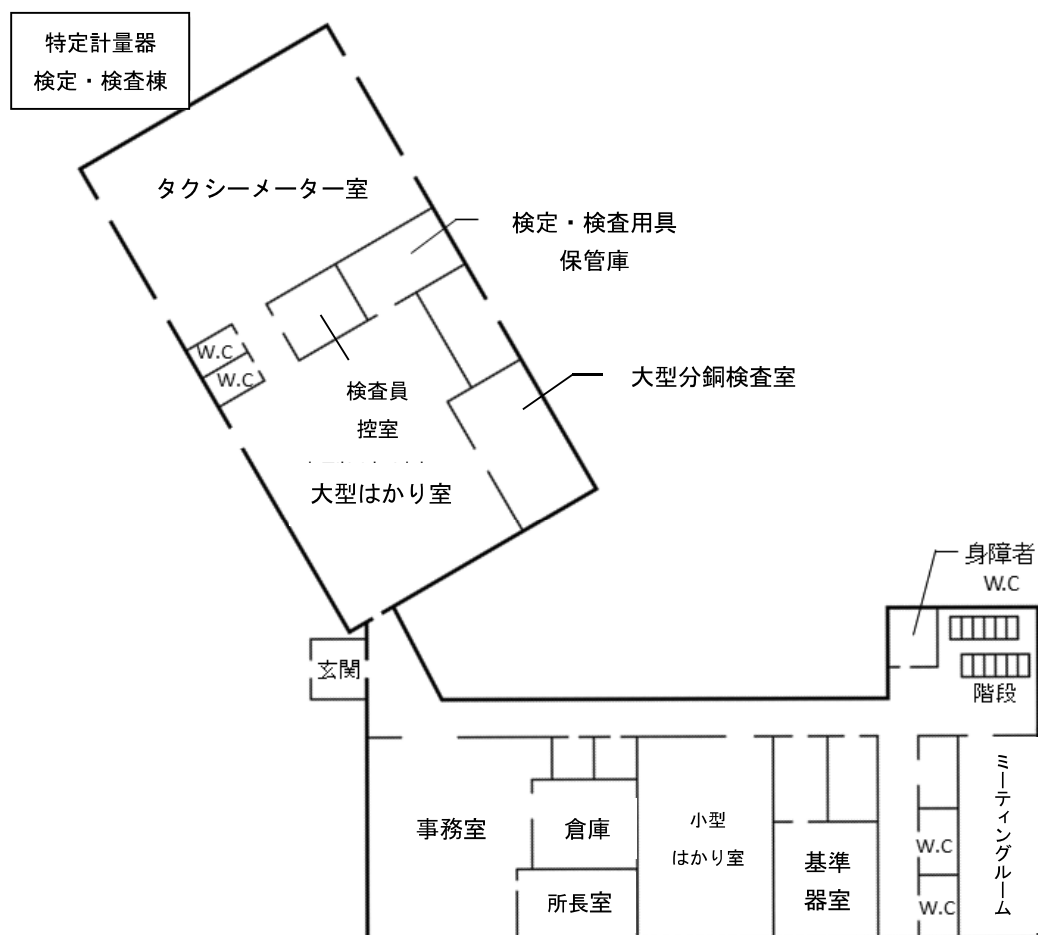 特定計量器
検定・検査棟
タクシーメーター室
検定・検査用具
保管庫
W.C
W.C
検査員
控室
大型分銅検査室
大型はかり室
身障者
W.C
階段
玄関
事務室
倉庫
所長室
小型
はかり室
基準
器室
W.C
W.C
ミーティングルーム